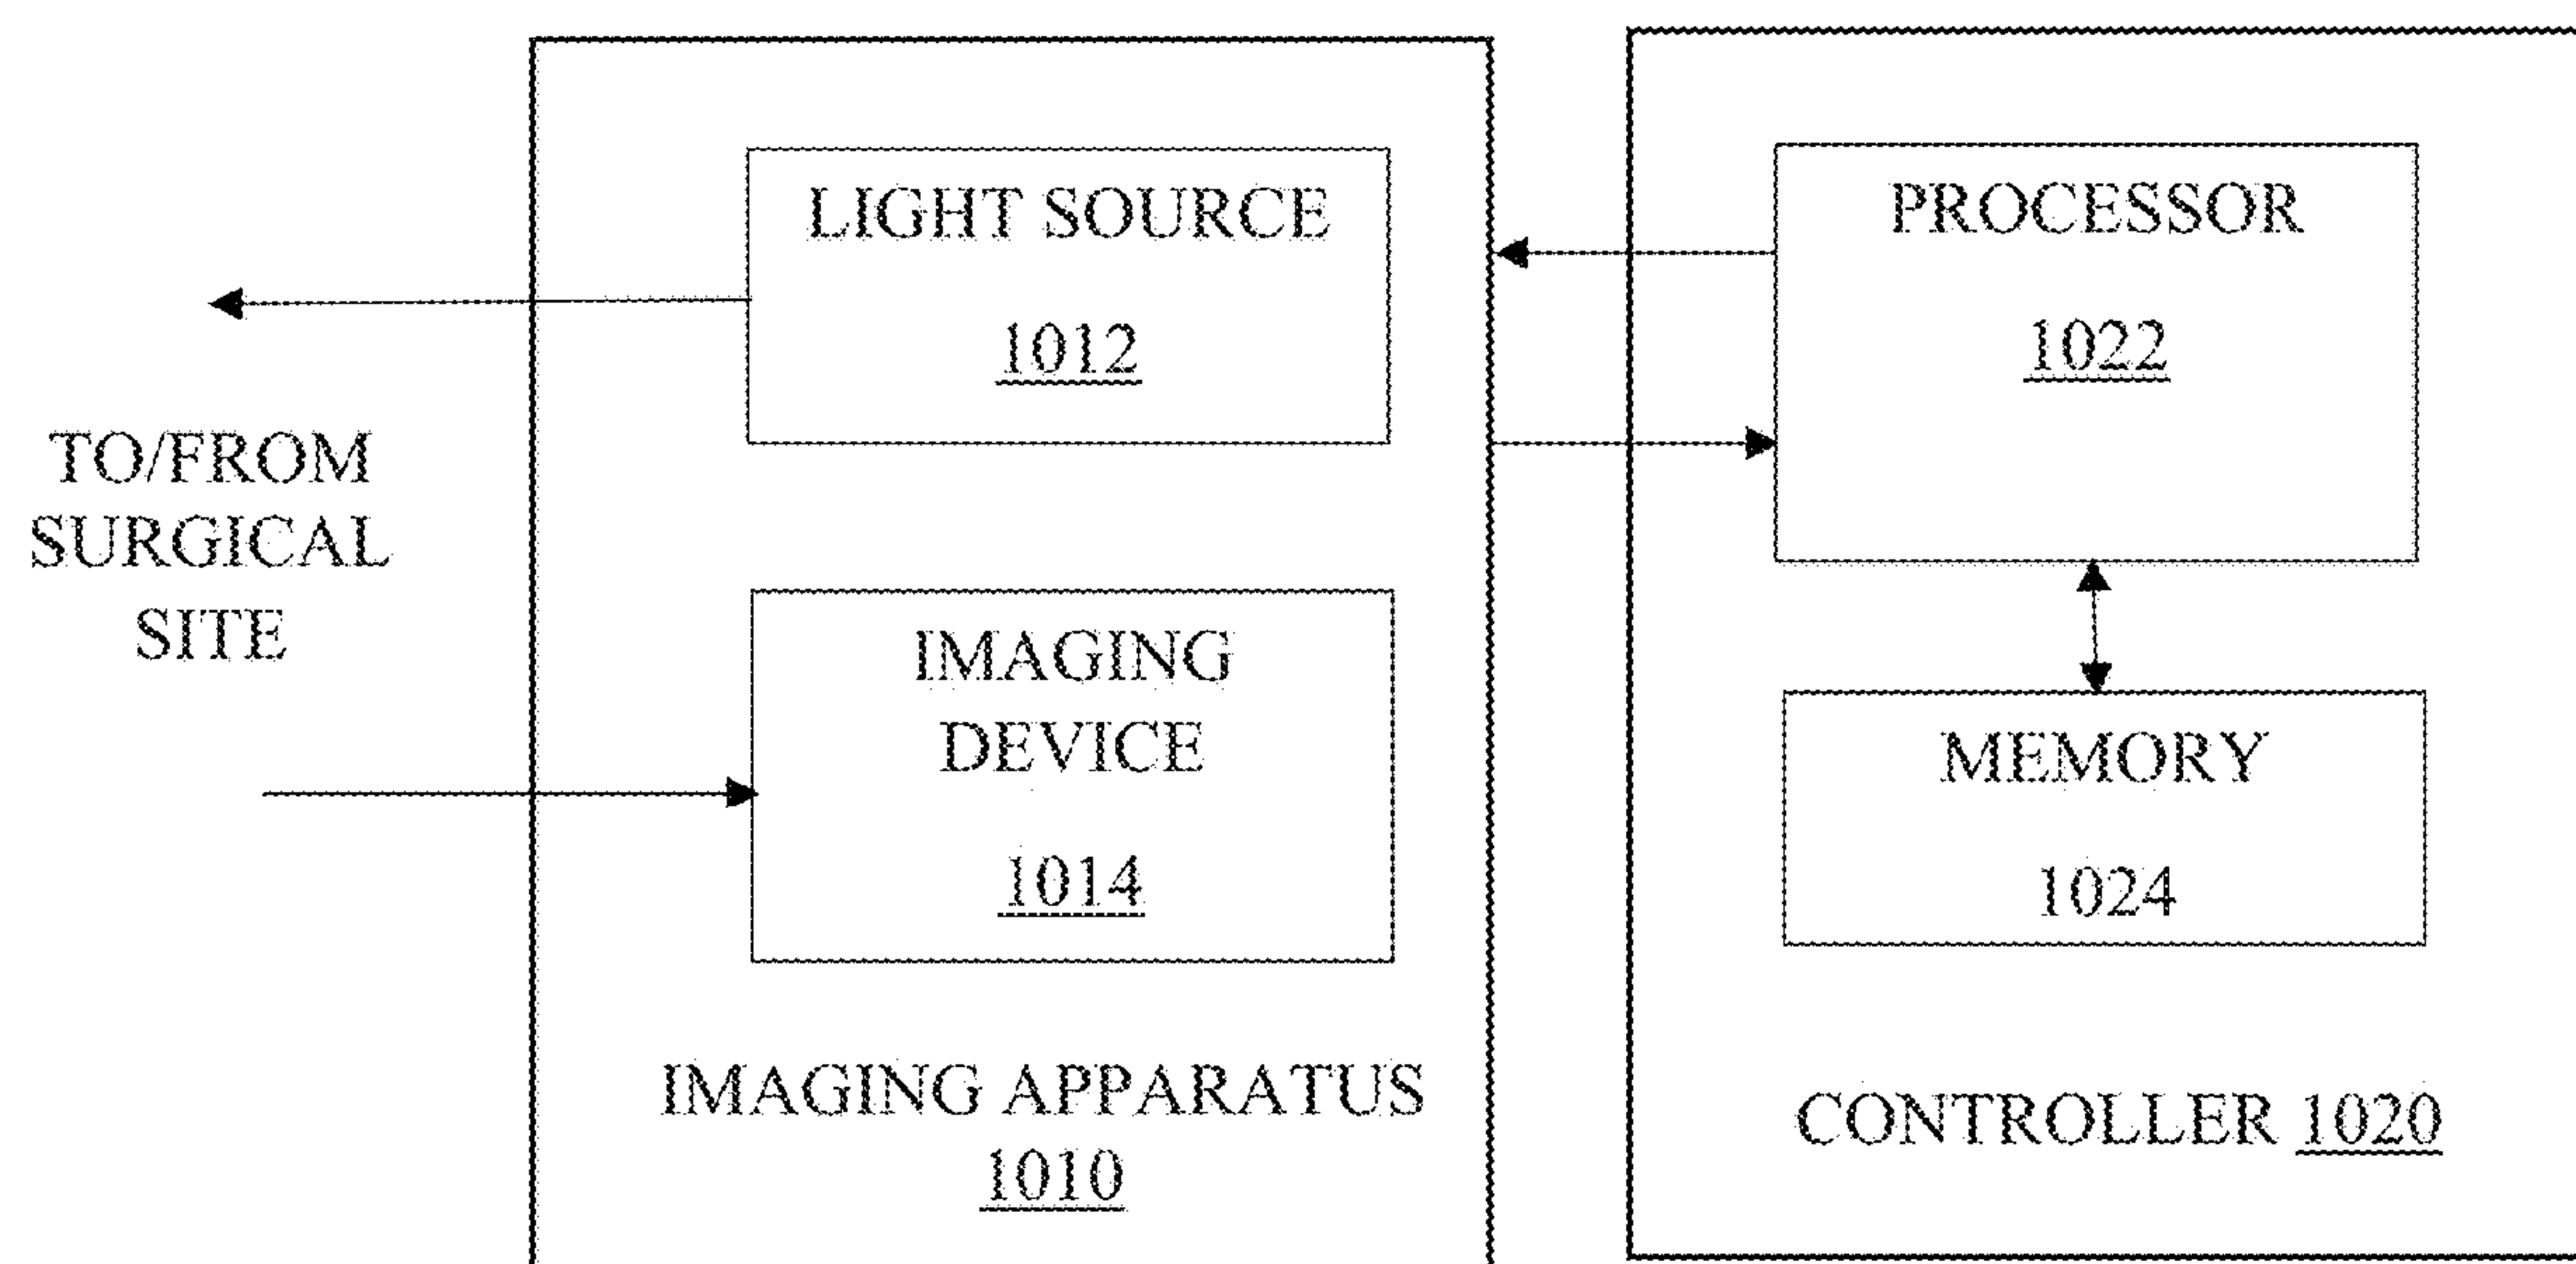 TO/FROM
SURGICAL
SITE
LIGHT SOURCE
1012
IMAGING
DEVICE
1014
IMAGING APPARATUS
1010
PROCESSOR
1022
MEMORY
1024
CONTROLLER 1020